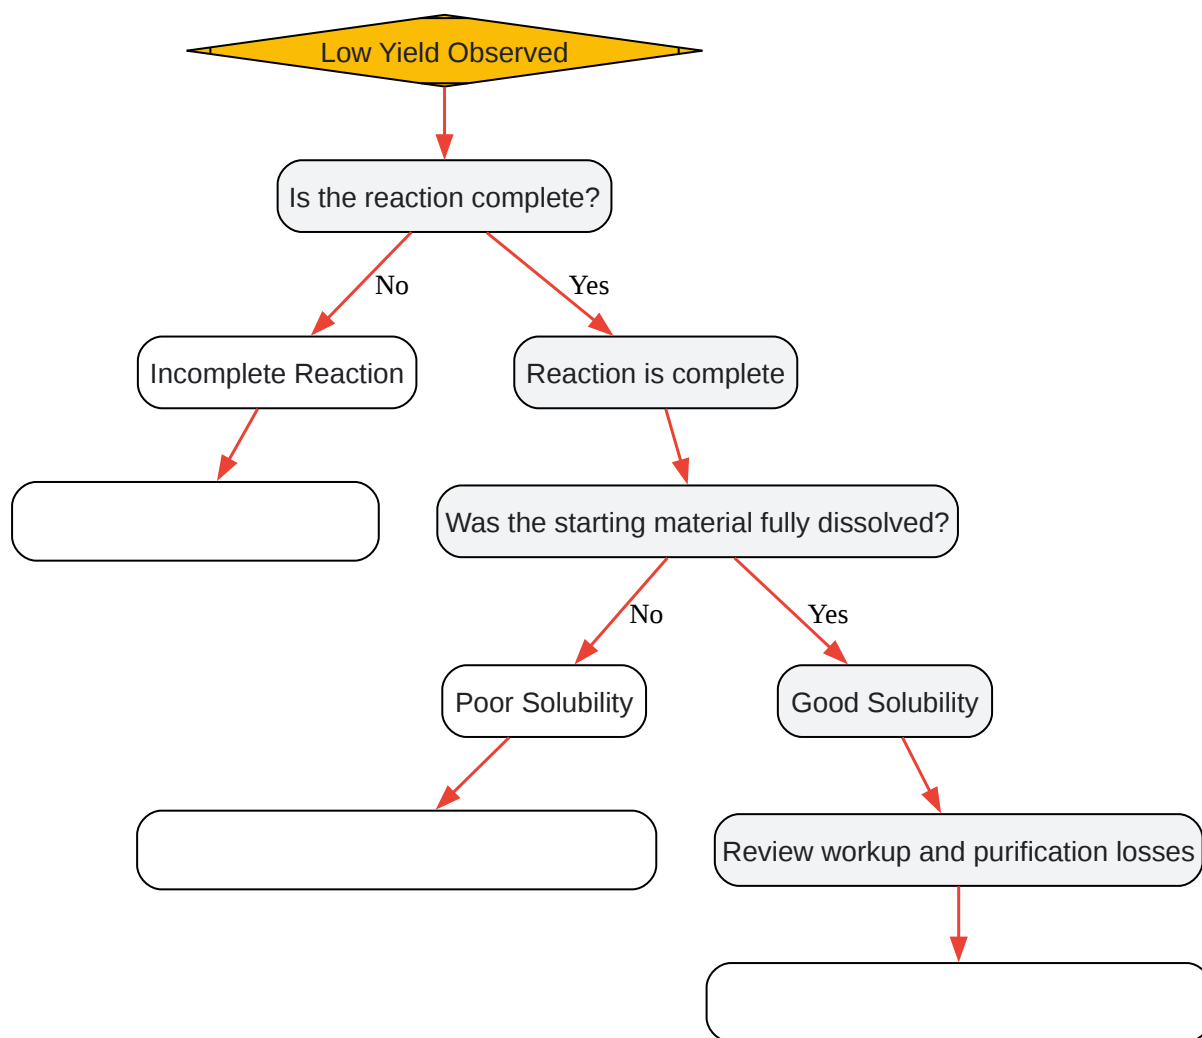 Low Yield Observed
Is the reaction complete?
No
Yes
Incomplete Reaction
Reaction is complete
Was the starting material fully dissolved?
No
Yes
Poor Solubility
Good Solubility
Review workup and purification losses